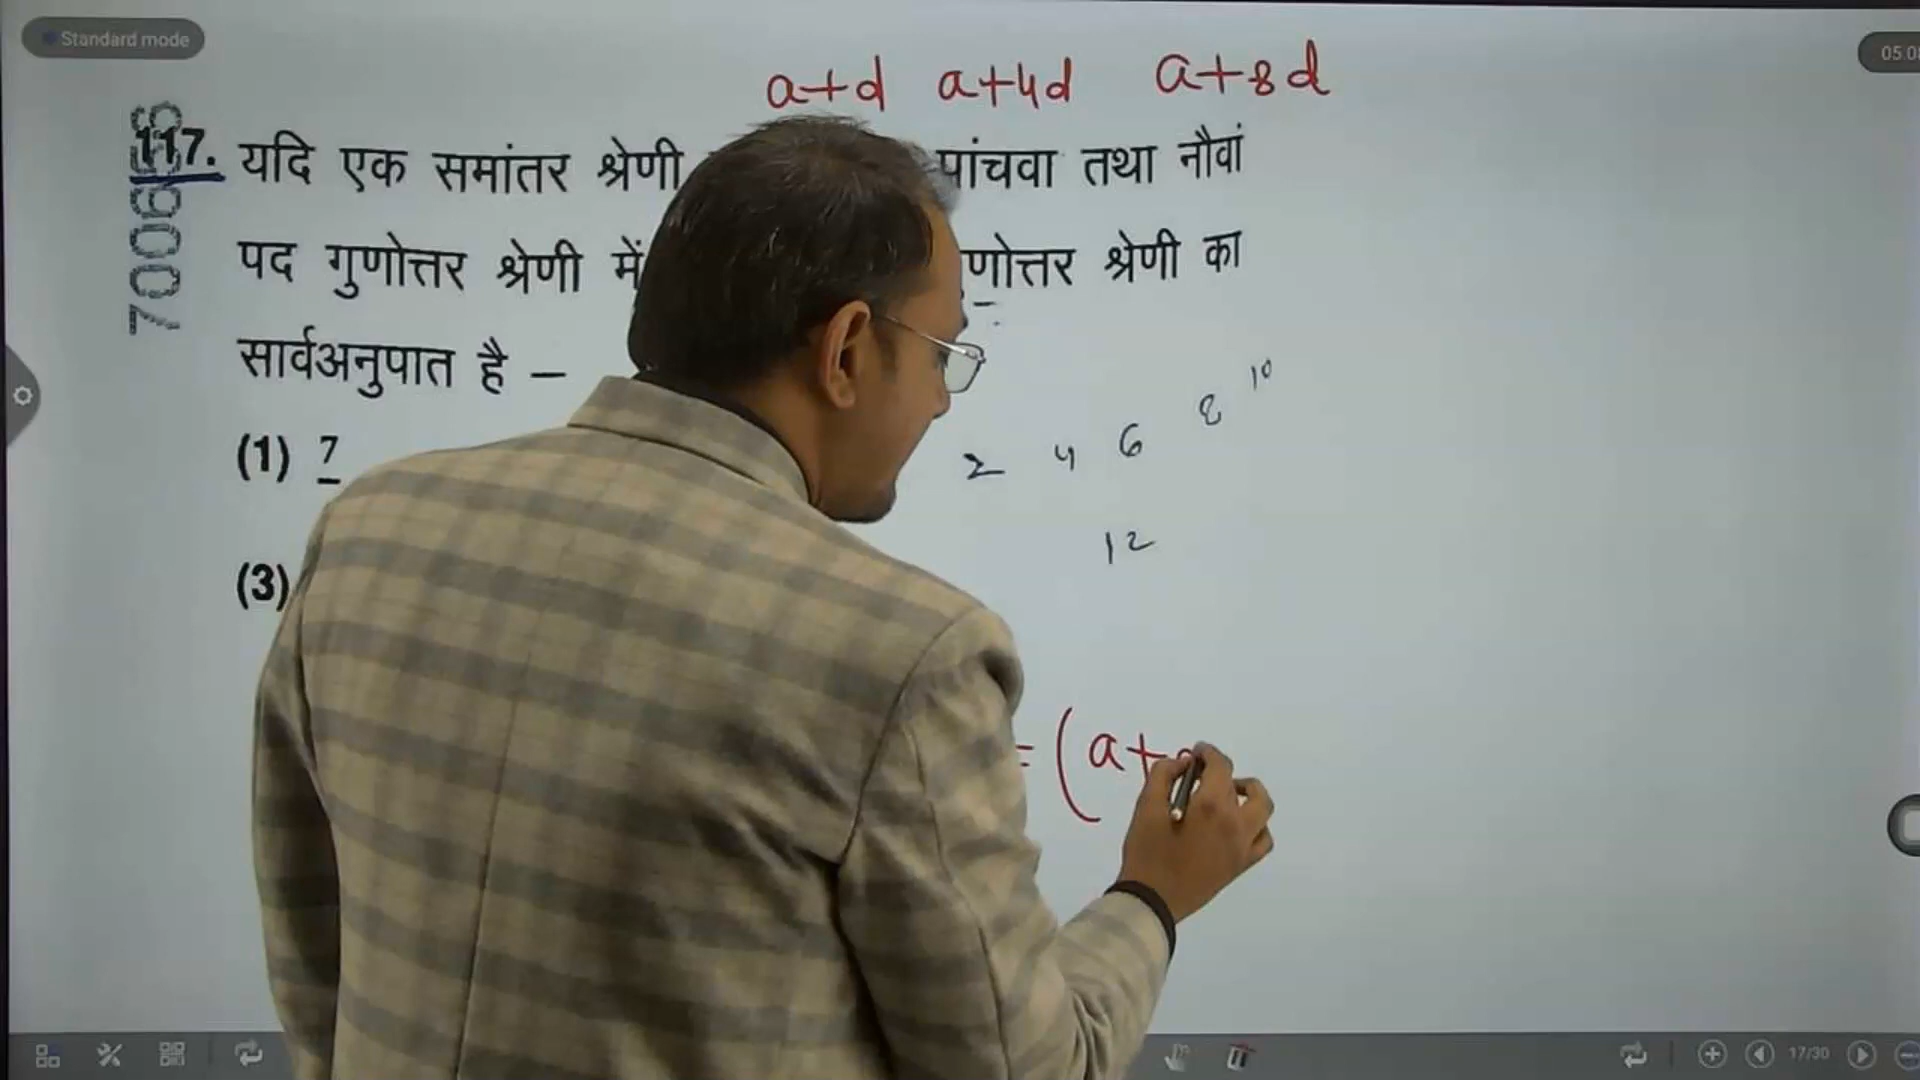 Standard mode
05:0
a+d a+4d a+8d
117. यदि एक समांतर श्रेणी पांचवा तथा नौवां
पद गुणोत्तर श्रेणी में णोत्तर श्रेणी का
सार्वअनुपात है –
(1) 7
(3)
2 4 6 8 10
12
= (a+
700656
17/30